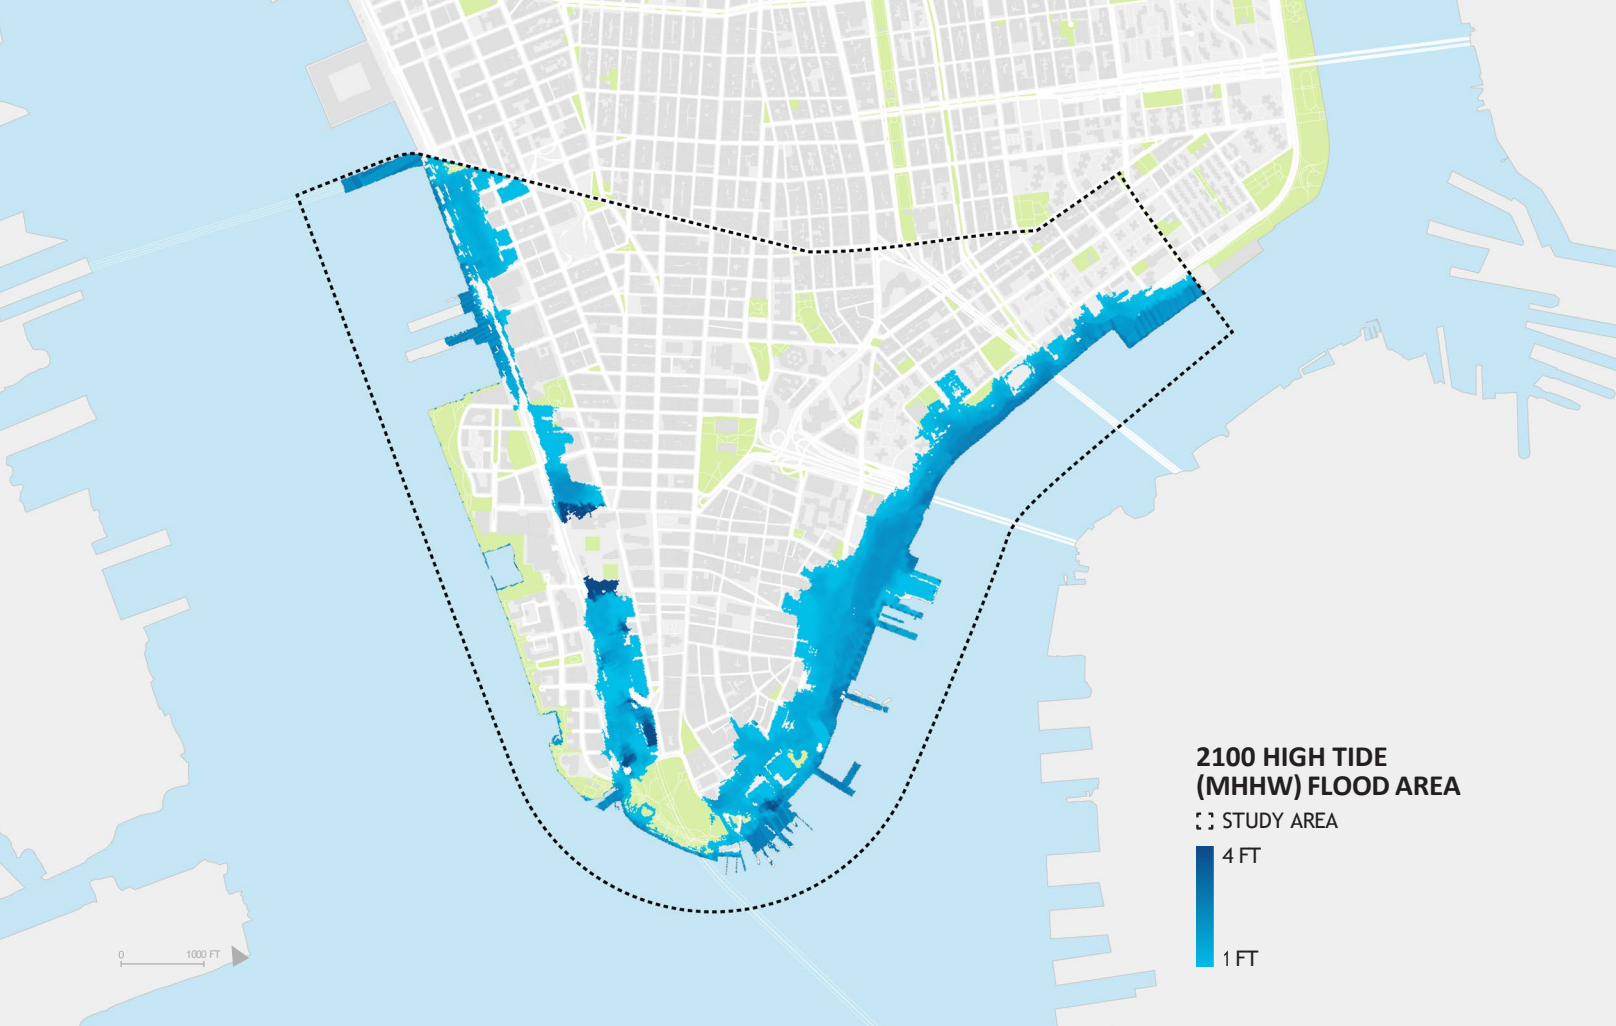 2100 HIGH TIDE
(MHHW) FLOOD AREA
STUDY AREA
4 FT
1 FT
0 1000 FT